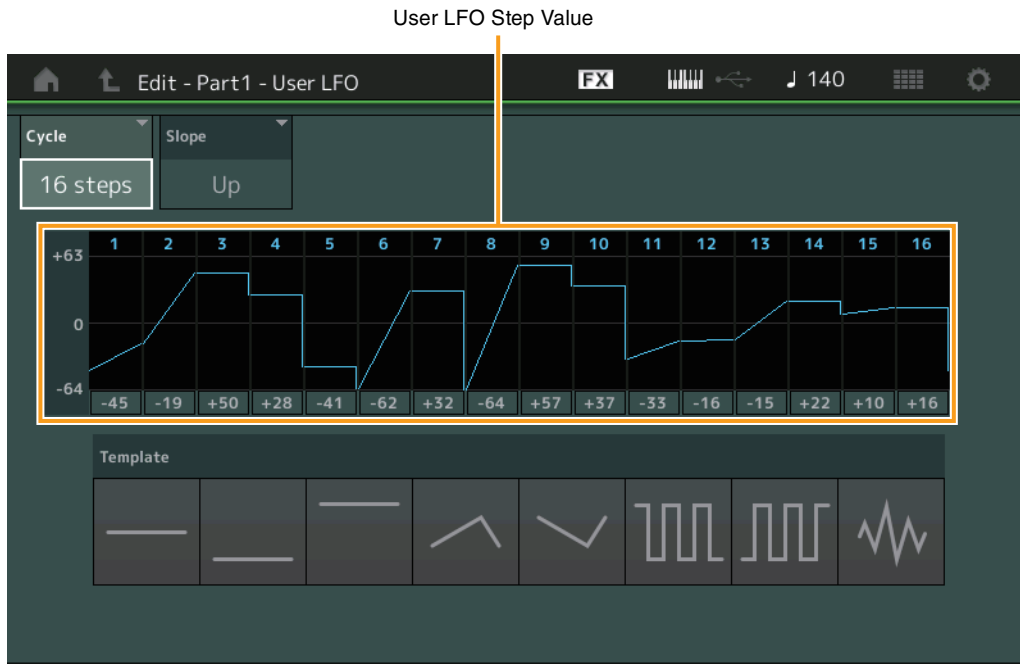 User LFO Step Value
Edit - Part1 - User LFO
FX
140
Cycle
Slope
16 steps
Up
1 2 3 4 5 6 7 8 9 10 11 12 13 14 15 16
+63
0
-64
-45 -19 +50 +28 -41 -62 +32 -64 +57 +37 -33 -16 -15 +22 +10 +16
Template